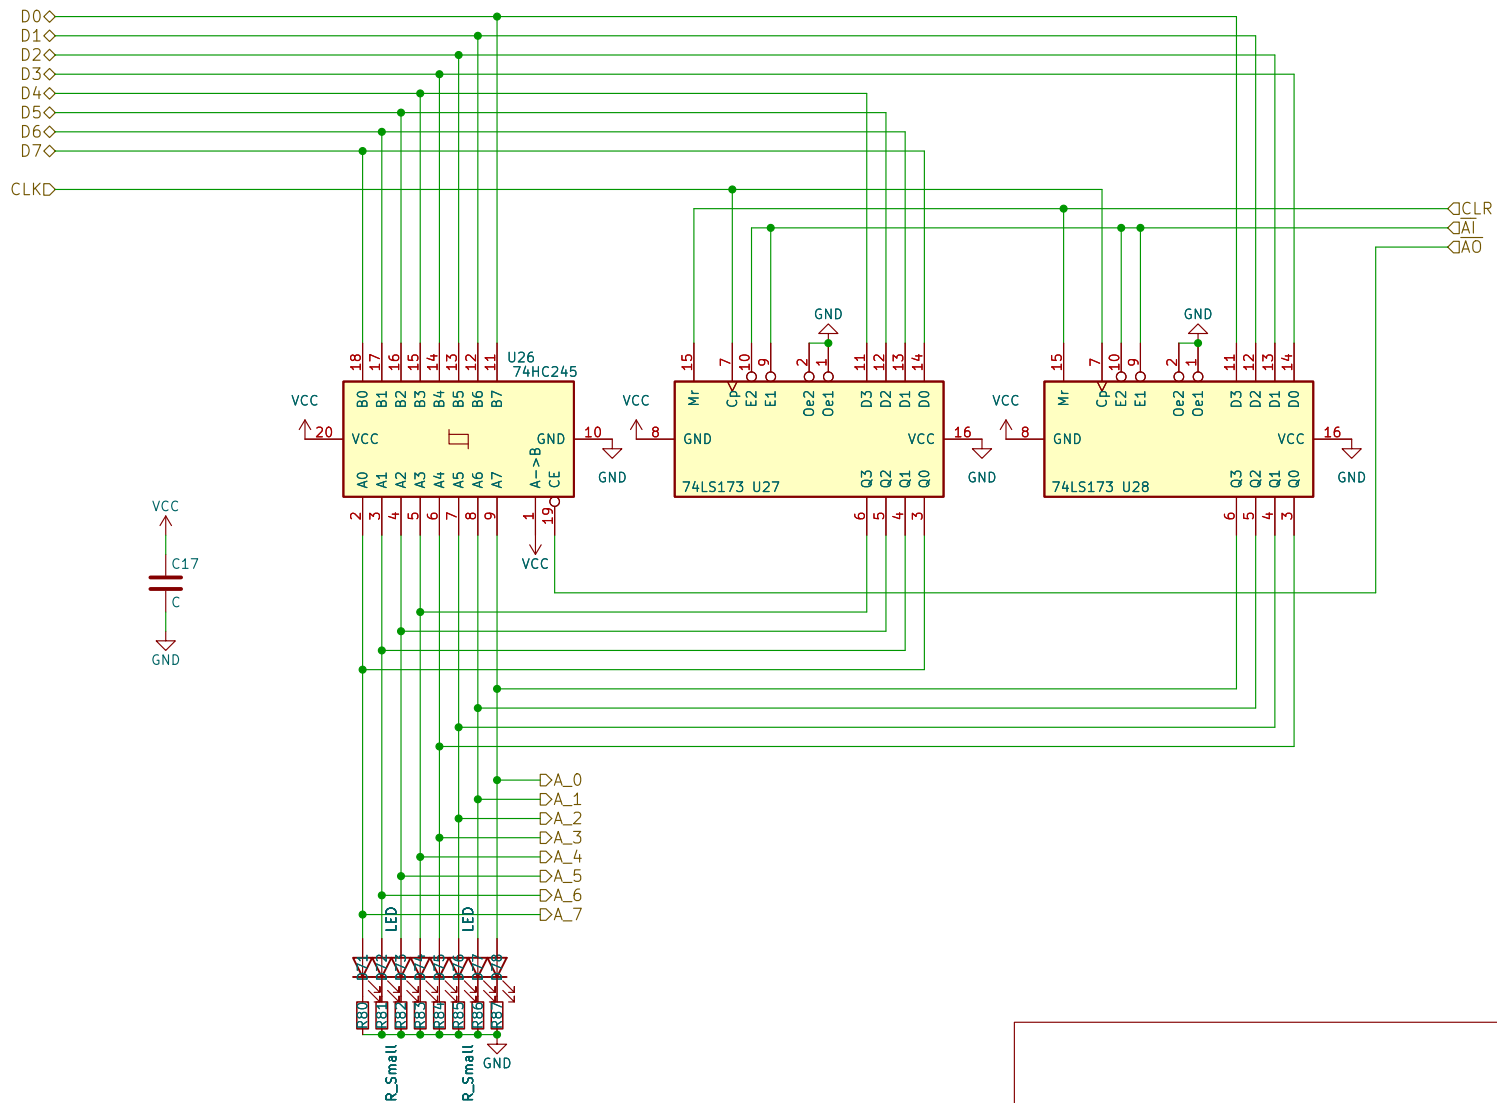 D0
D1
D2
D3
D4
D5
D6
D7
CLK
CLR
AI
AO
GND GND
18 17 16 15 14 13 12 11 U26
74HC245
15 7 10 9 2 1 11 12 13 14
15 7 10 9 2 1 11 12 13 14
B0 B1 B2 B3 B4 B5 B6 B7
Mr Cp E2 E1 Oe2 Oe1 D3 D2 D1 D0
Mr Cp E2 E1 Oe2 Oe1 D3 D2 D1 D0
VCC VCC VCC
20 VCC GND 10
8 GND VCC 16
8 GND VCC 16
GND GND GND
A0 A1 A2 A3 A4 A5 A6 A7 A->B CE
74LS173 U27 Q3 Q2 Q1 Q0
74LS173 U28 Q3 Q2 Q1 Q0
2 3 4 5 6 7 8 9 1 19
6 5 4 3
6 5 4 3
VCC
VCC
C17
C
GND
A_0
A_1
A_2
A_3
A_4
A_5
A_6
A_7
LED LED
R80 R81 R82 R83 R84 R85 R86 R87
R_Small R_Small
GND